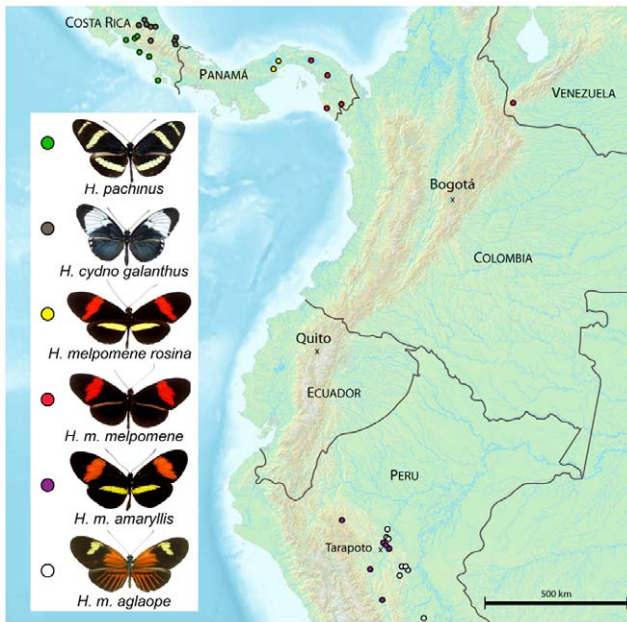 COSTA RICA
PANAMÁ
VENEZUELA
H. pachinus
Bogotá
x
H. cydno galanthus
COLOMBIA
H. melpomene rosina
Quito
x
ECUADOR
H. m. melpomene
PERU
H. m. amaryllis
Tarapoto x
H. m. aglaope
500 km